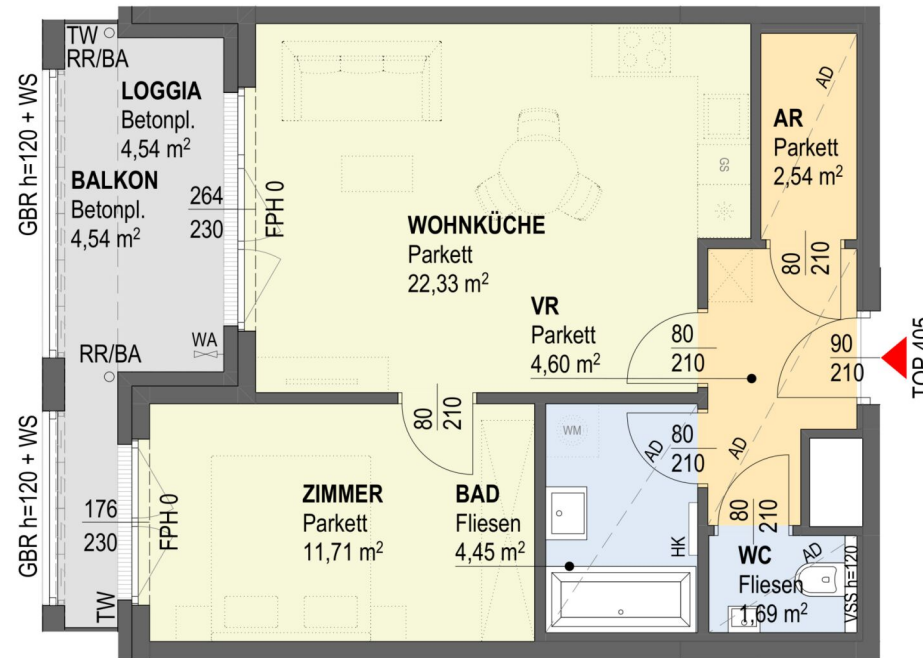 TW
RR/BA
GBR h=120 + WS
LOGGIA
Betonpl.
4,54 m²
BALKON
Betonpl.
4,54 m²
264
230
FPH 0
WOHNKÜCHE
Parkett
22,33 m²
GS
AD
AR
Parkett
2,54 m²
80
210
VR
Parkett
4,60 m²
80
210
90
210
TOP 405
RR/BA
WA
80
210
GBR h=120 + WS
176
230
FPH 0
TW
ZIMMER
Parkett
11,71 m²
BAD
Fliesen
4,45 m²
WM
AD
80
210
AD
HK
80
210
WC
Fliesen
1,69 m²
AD
VSS h=120